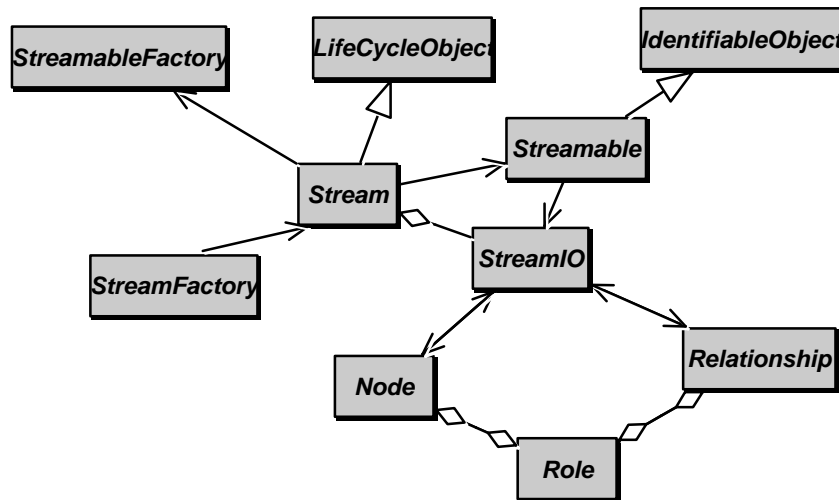 StreamableFactory
LifeCycleObject
IdentifiableObject
Streamable
Stream
StreamFactory
StreamIO
Node
Relationship
Role